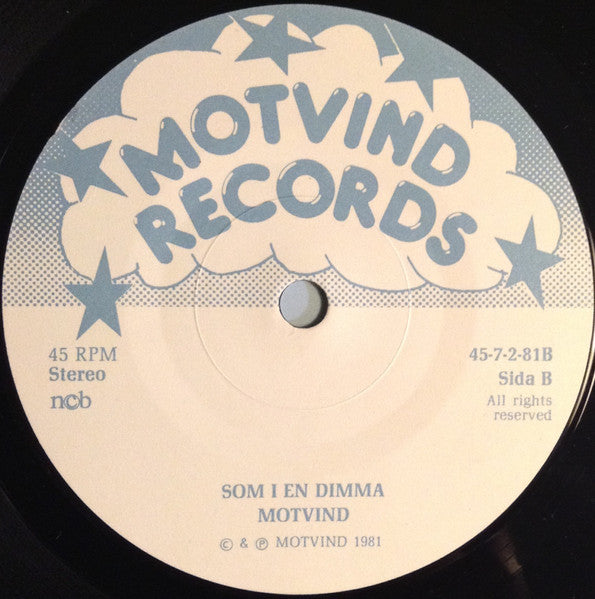 MOTVIND
RECORDS
45 RPM
Stereo
ncb
45-7-2-81B
Sida B
All rights
reserved
SOM I EN DIMMA
MOTVIND
© & ℗ MOTVIND 1981